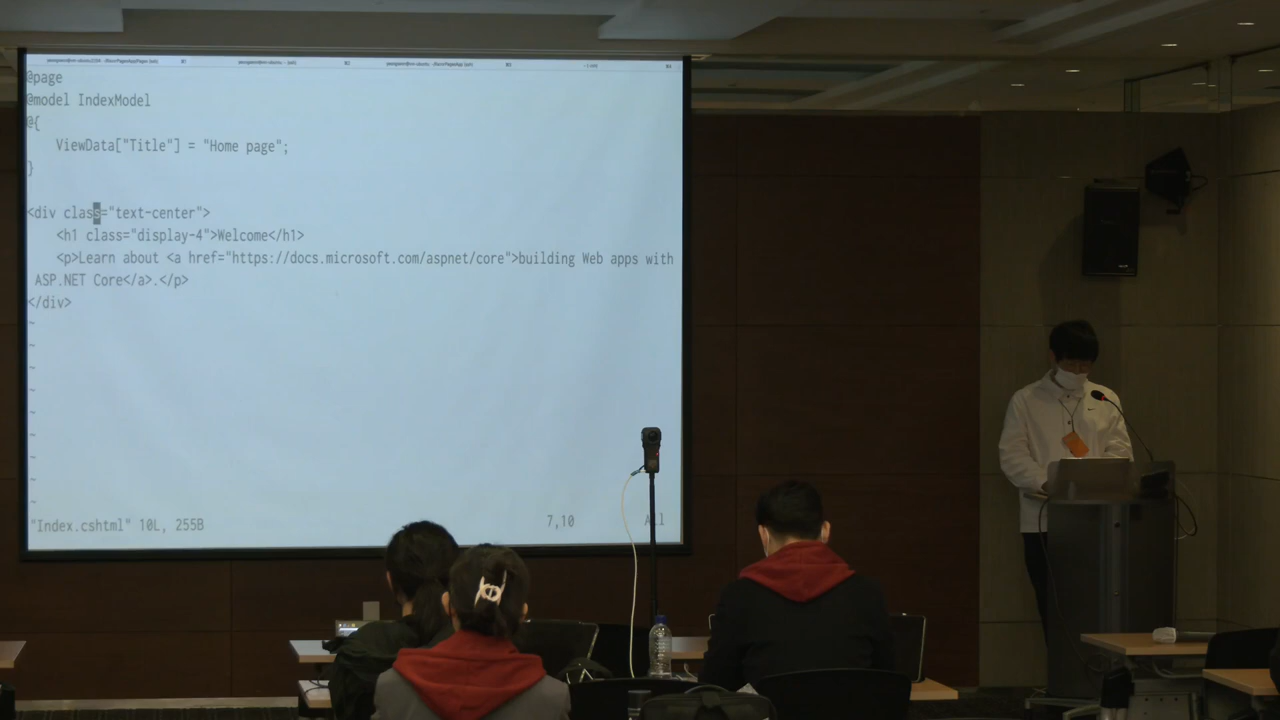 @page
@model IndexModel
@{
    ViewData["Title"] = "Home page";
}
<div class="text-center">
    <h1 class="display-4">Welcome</h1>
    <p>Learn about <a href="https://docs.microsoft.com/aspnet/core">building Web apps with
 ASP.NET Core</a>.</p>
</div>
~
~
~
~
~
~
~
~
~
"Index.cshtml" 10L, 255B 7,10 All